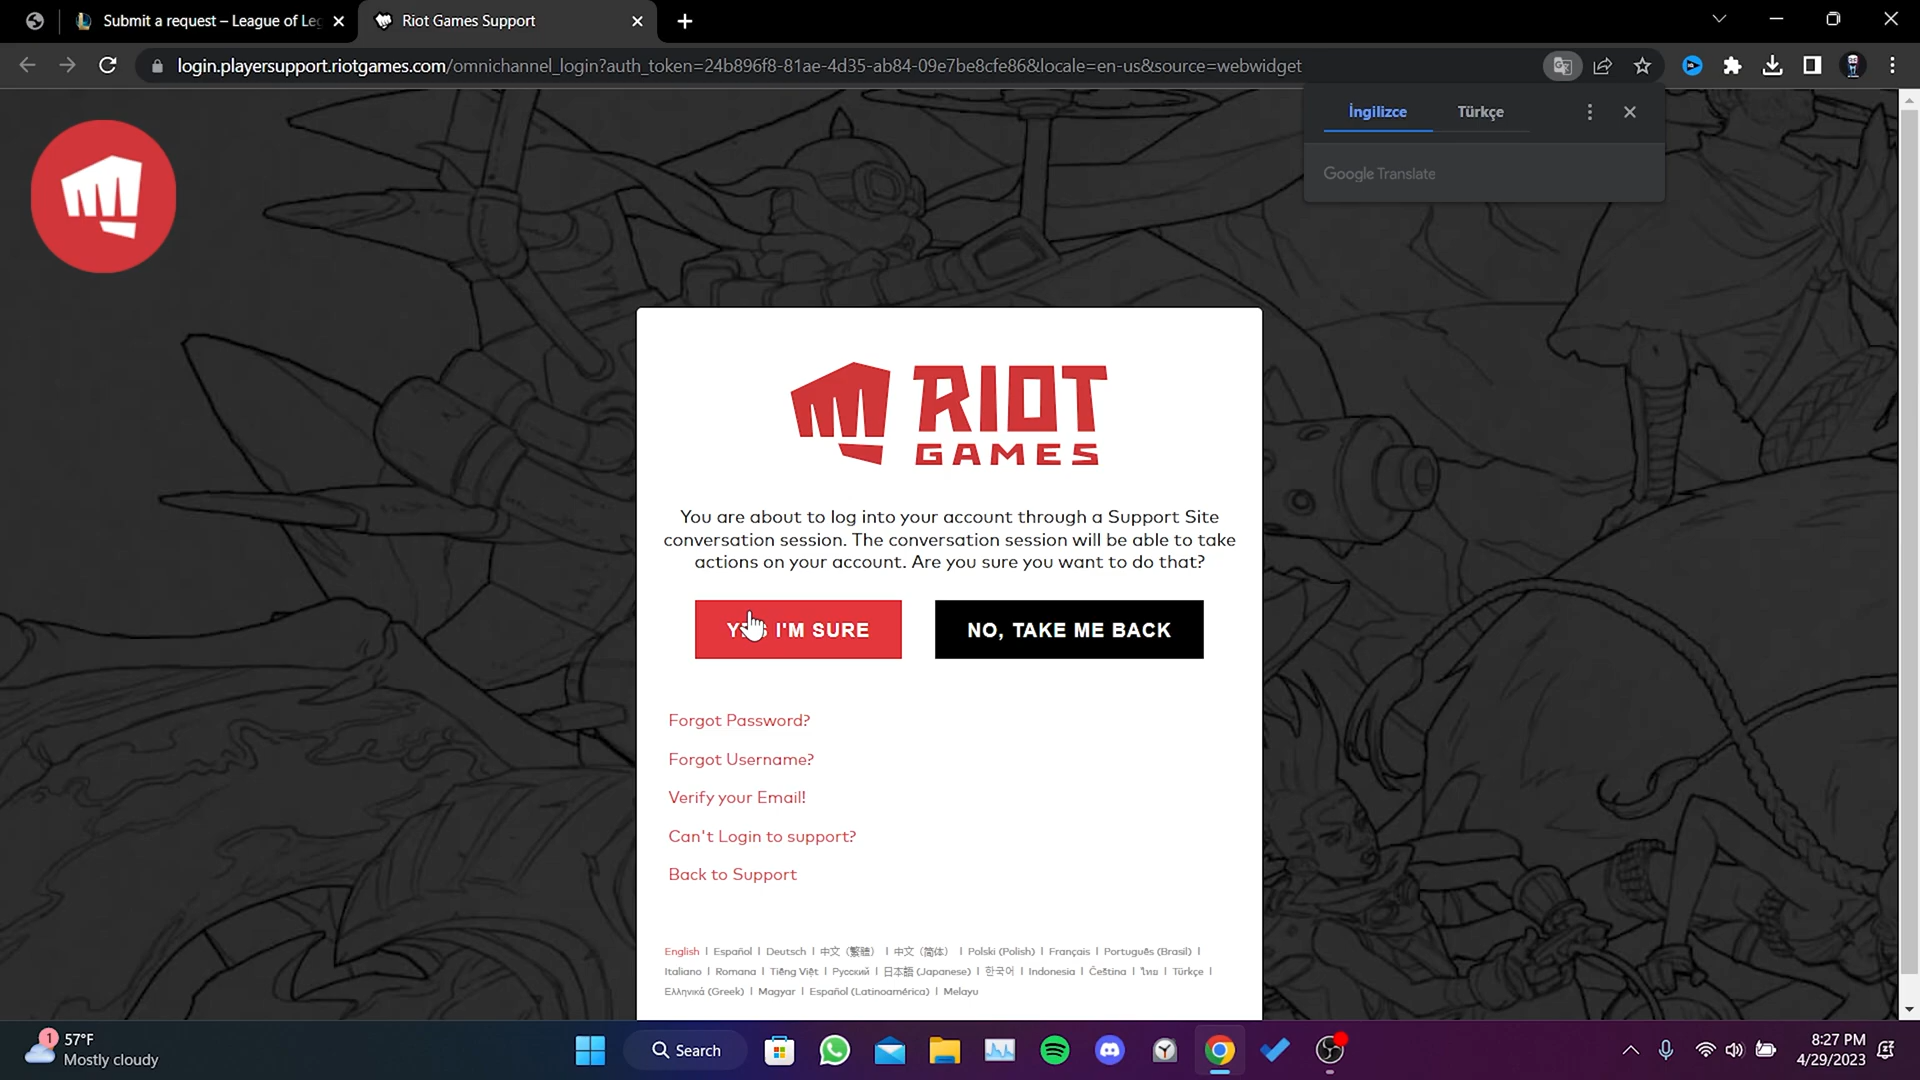 Submit a request – League of Leg
Riot Games Support
login.playersupport.riotgames.com/omnichannel_login?auth_token=24b896f8-81ae-4d35-ab84-09e7be8cfe86&locale=en-us&source=webwidget
İngilizce
Türkçe
Google Translate
RIOT
GAMES
You are about to log into your account through a Support Site
conversation session. The conversation session will be able to take
actions on your account. Are you sure you want to do that?
I'M SURE
NO, TAKE ME BACK
Forgot Password?
Forgot Username?
Verify your Email!
Can't Login to support?
Back to Support
English | Español | Deutsch | 中文 (繁體) | 中文 (简体) | Polski (Polish) | Français | Português (Brasil) |
Italiano | Romana | Tiếng Việt | Русский | 日本語 (Japanese) | 한국어 | Indonesia | Čeština | ไทย | Türkçe |
Ελληνικά (Greek) | Magyar | Español (Latinoamérica) | Melayu
1
57°F
Mostly cloudy
Search
8:27 PM
4/29/2023